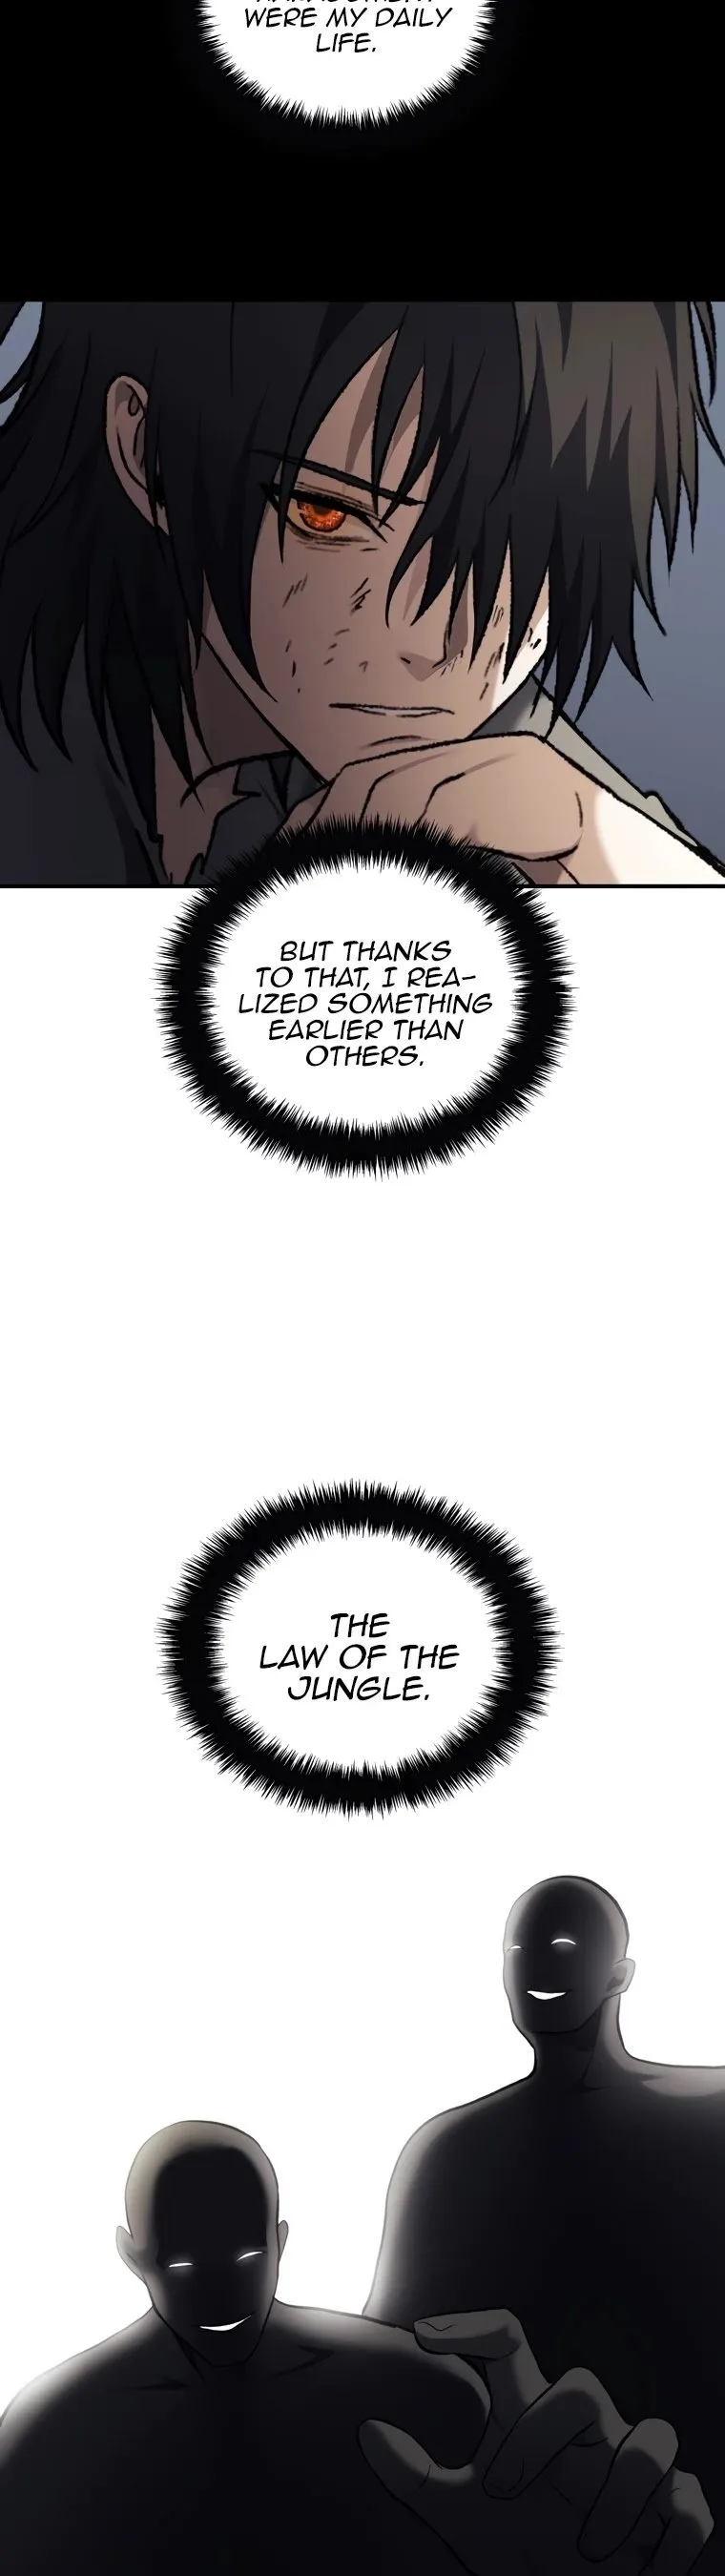 WERE MY DAILY
LIFE.
BUT THANKS
TO THAT, I REA-
LIZED SOMETHING
EARLIER THAN
OTHERS.
THE
LAW OF THE
JUNGLE.